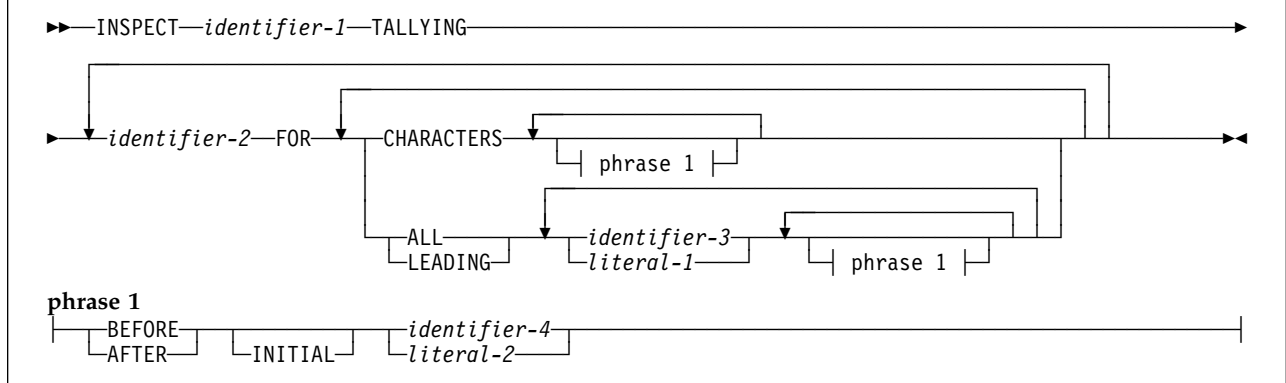 INSPECT identifier-1 TALLYING
identifier-2 FOR CHARACTERS
phrase 1
ALL identifier-3
LEADING literal-1 phrase 1
phrase 1
BEFORE identifier-4
AFTER INITIAL literal-2